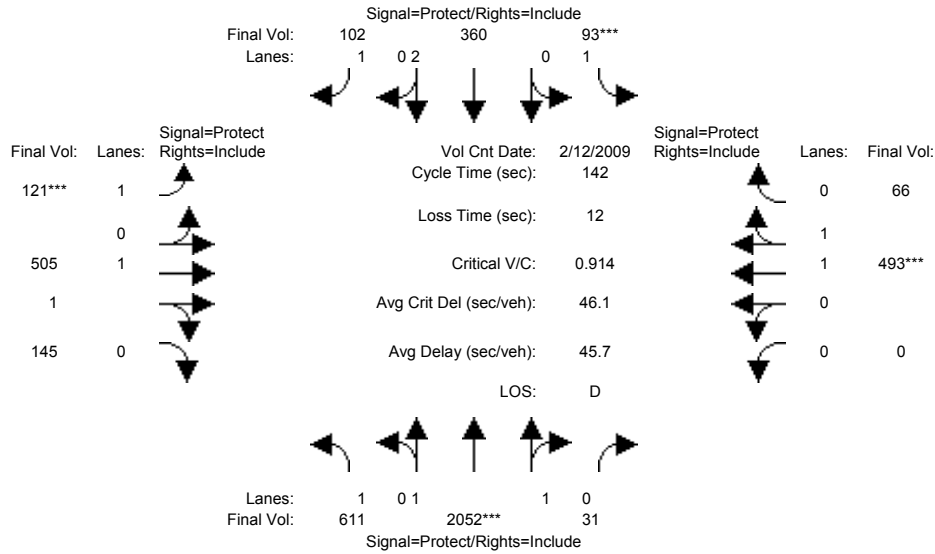 Signal=Protect/Rights=Include
Final Vol: 102 360 93***
Lanes: 1 0 2 0 1
Signal=Protect Signal=Protect
Final Vol: Lanes: Rights=Include Vol Cnt Date: 2/12/2009 Rights=Include Lanes: Final Vol:
Cycle Time (sec): 142
121*** 1 0 66
Loss Time (sec): 12
0 1
505 1 Critical V/C: 0.914 1 493***
1 Avg Crit Del (sec/veh): 46.1 0
145 0 Avg Delay (sec/veh): 45.7 0 0
LOS: D
Lanes: 1 0 1 1 0
Final Vol: 611 2052*** 31
Signal=Protect/Rights=Include